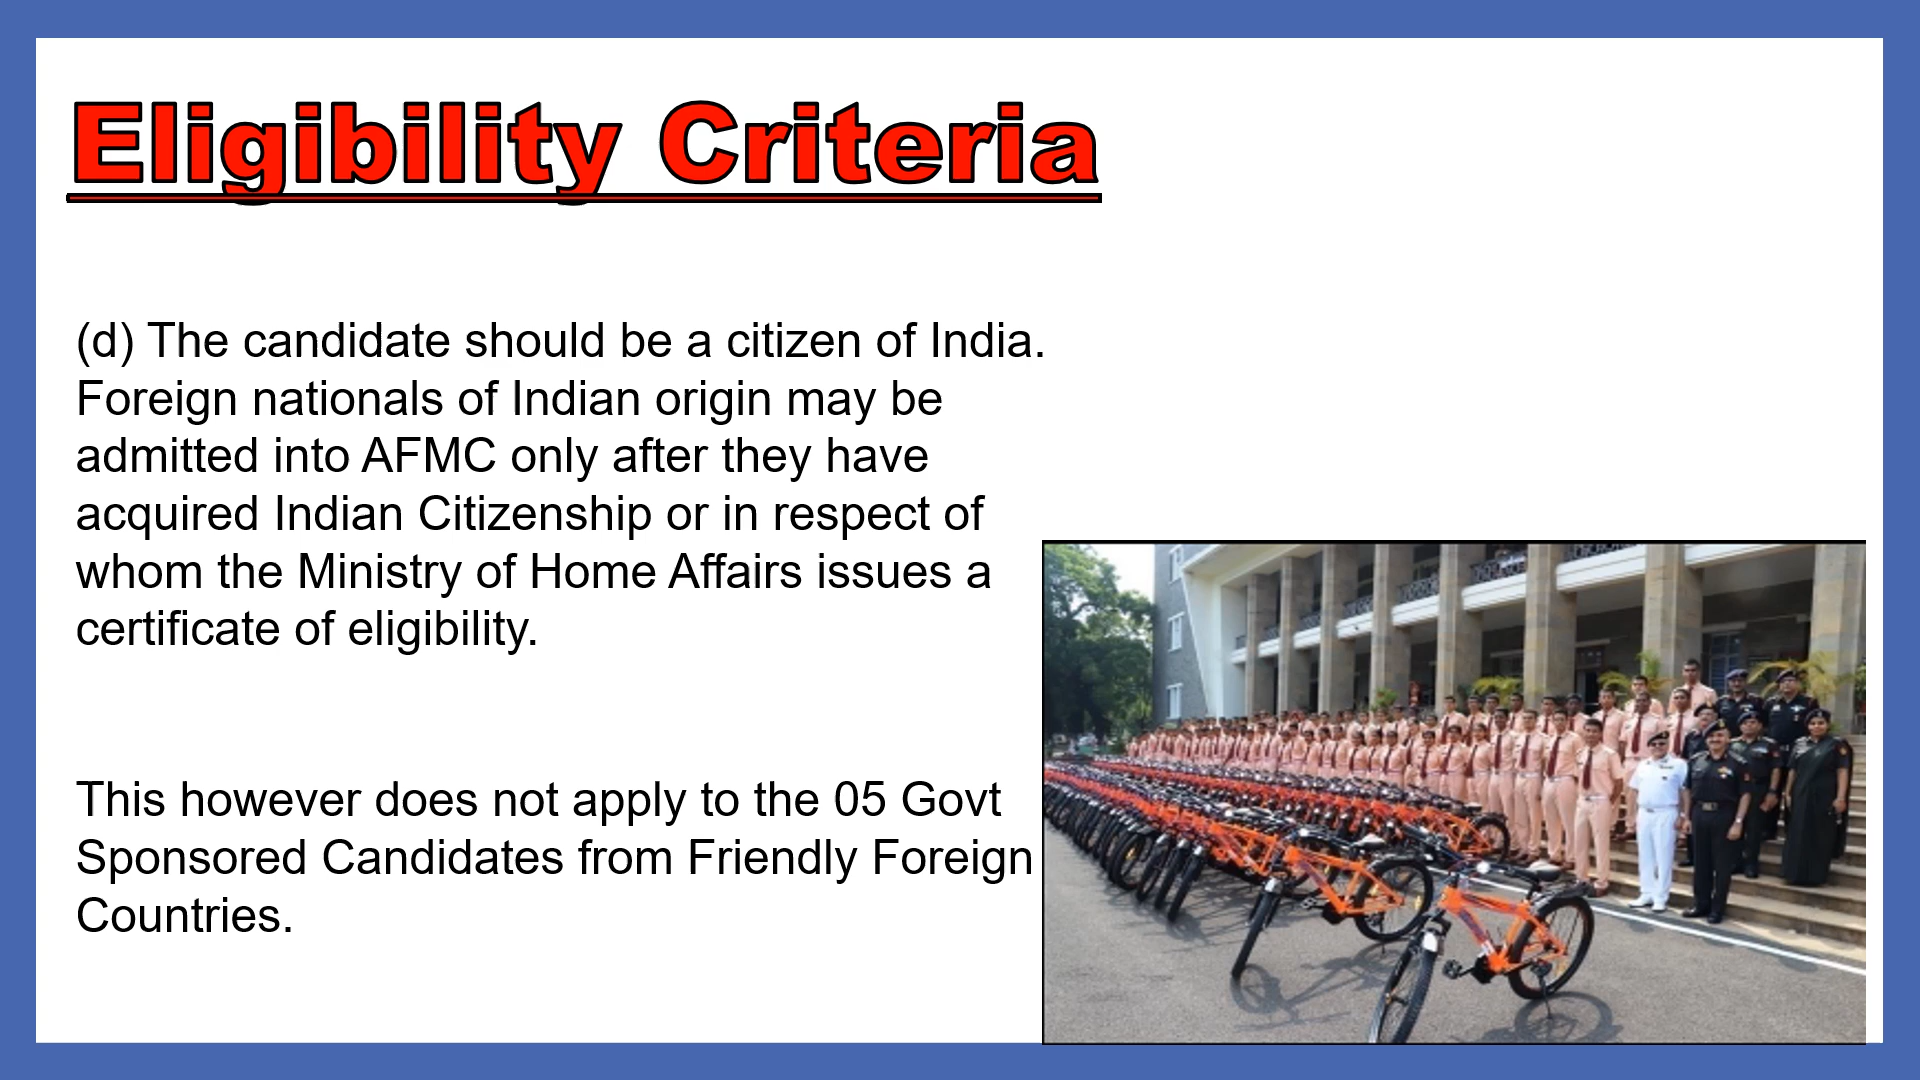 Eligibility Criteria
(d) The candidate should be a citizen of India.
Foreign nationals of Indian origin may be
admitted into AFMC only after they have
acquired Indian Citizenship or in respect of
whom the Ministry of Home Affairs issues a
certificate of eligibility.
This however does not apply to the 05 Govt
Sponsored Candidates from Friendly Foreign
Countries.